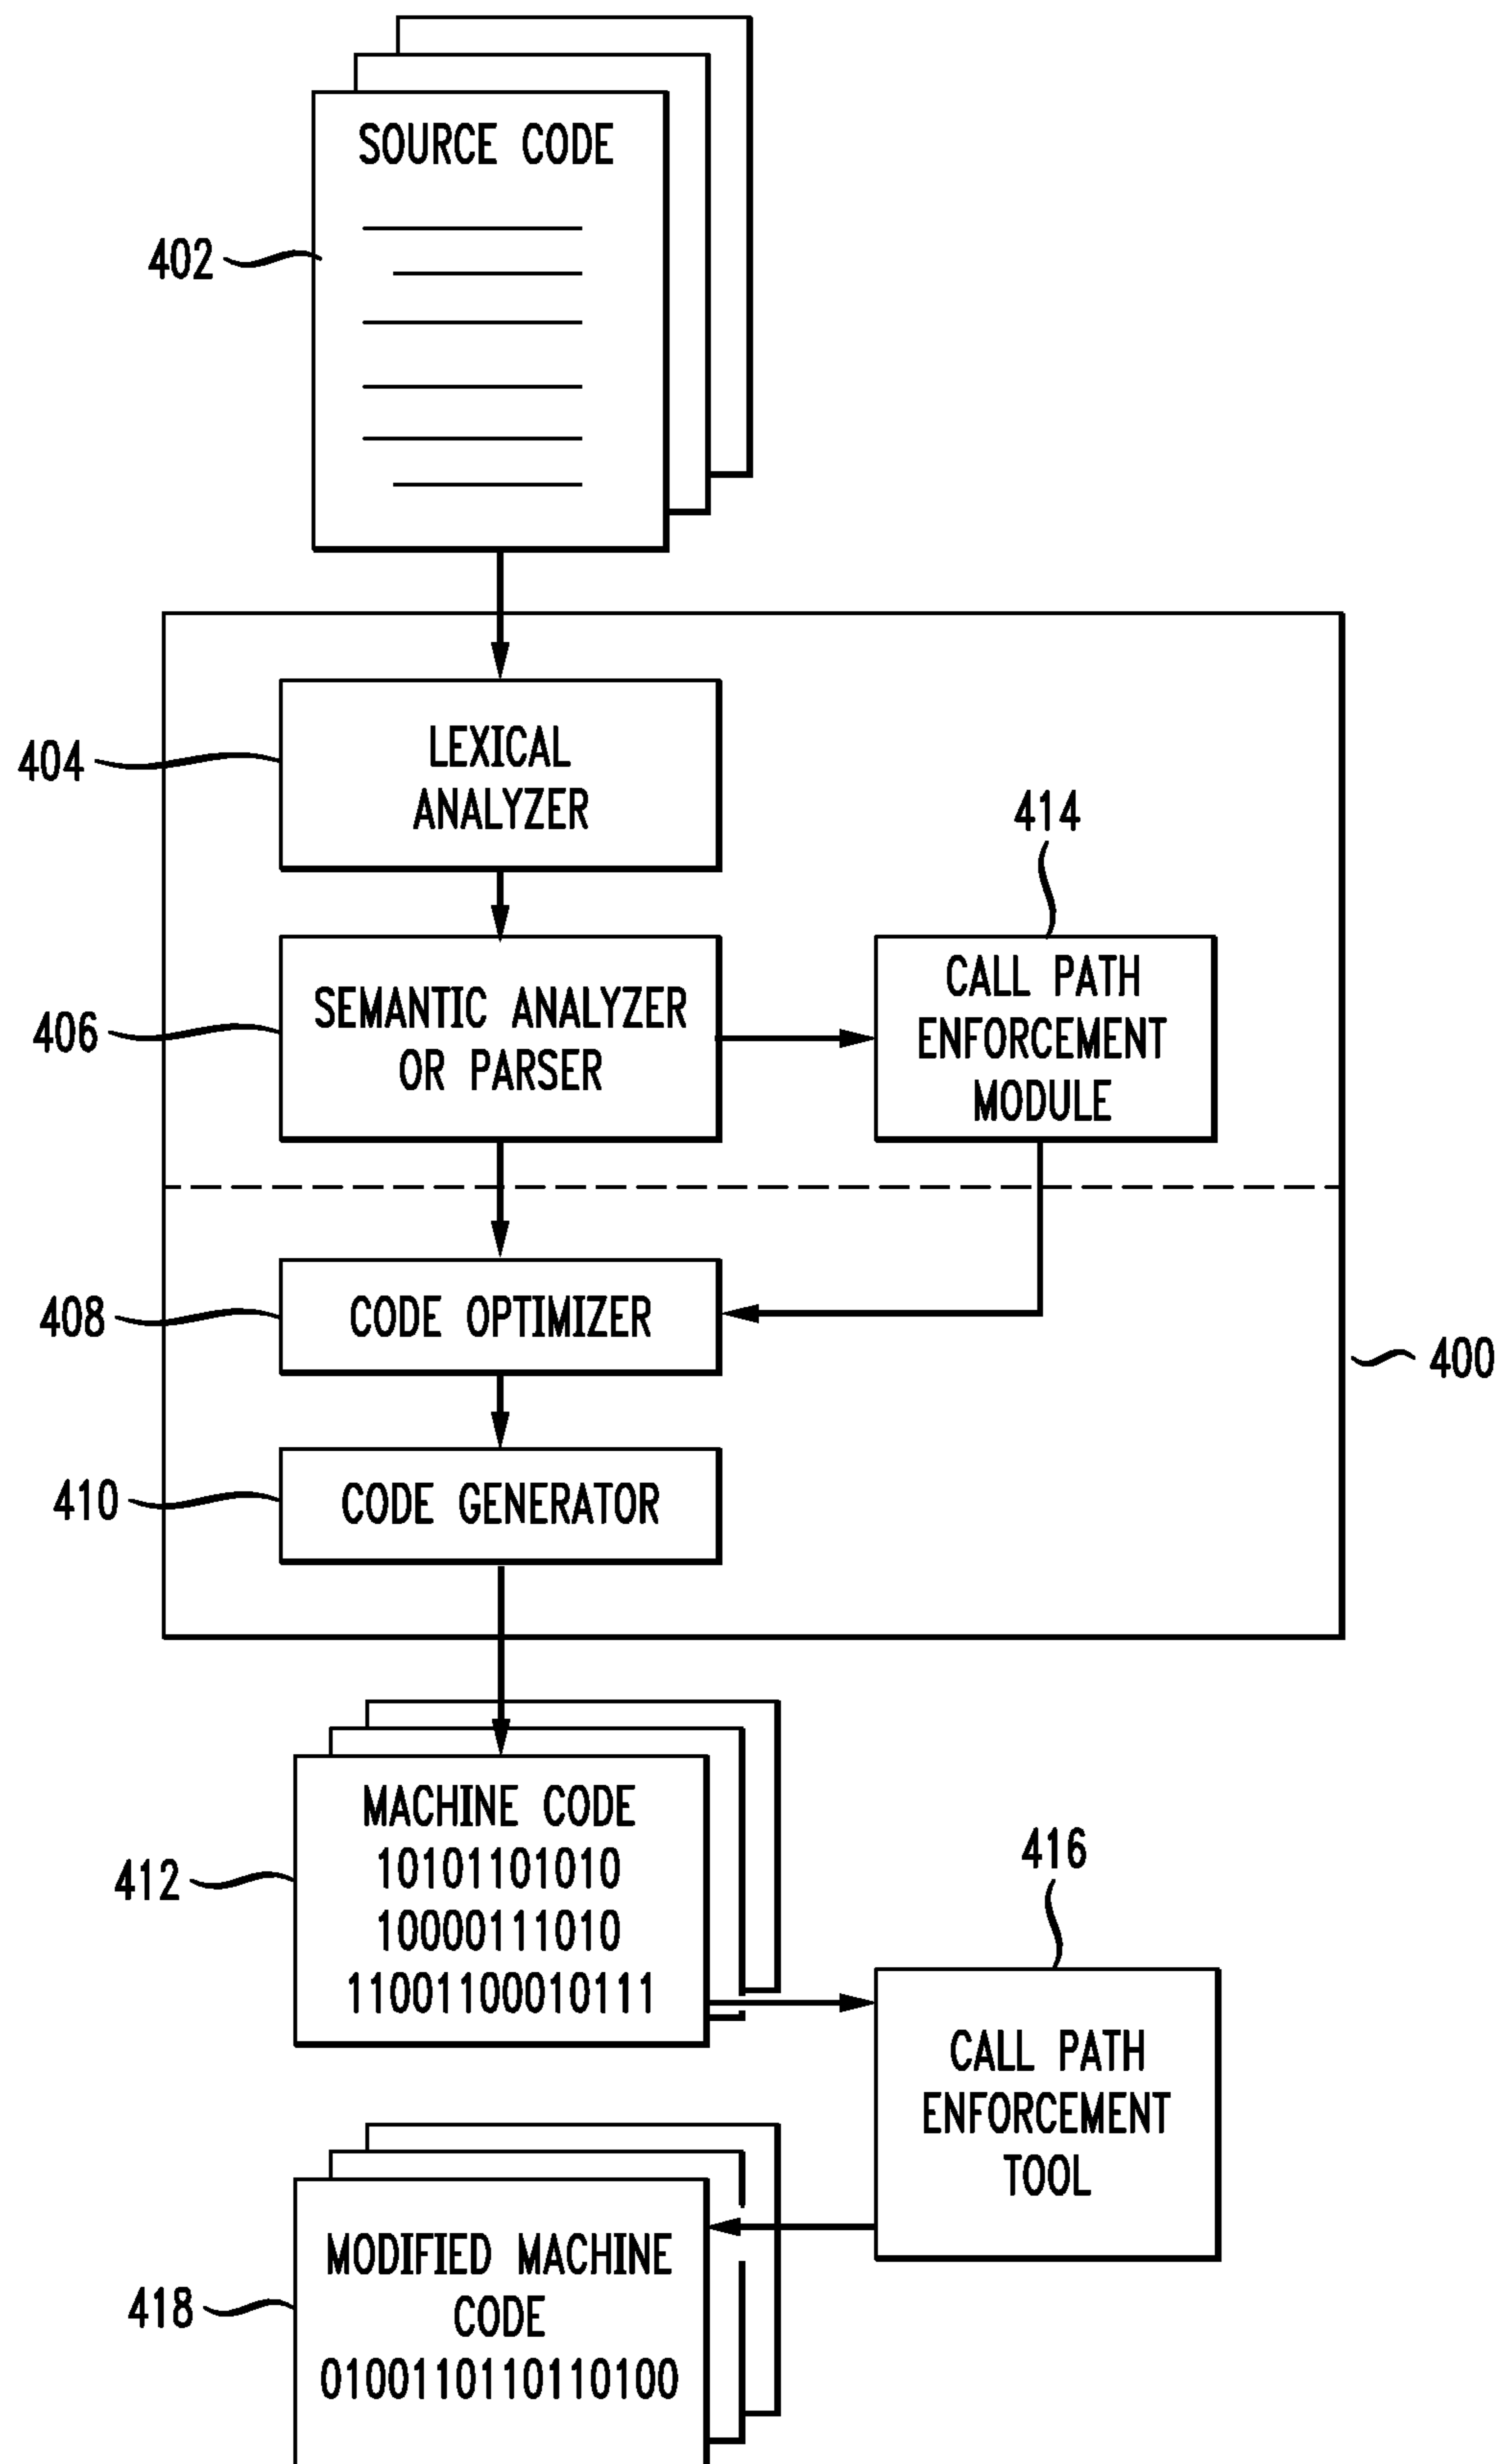 SOURCE CODE
402
404
LEXICAL
ANALYZER
414
406
SEMANTIC ANALYZER
OR PARSER
CALL PATH
ENFORCEMENT
MODULE
408
CODE OPTIMIZER
400
410
CODE GENERATOR
412
MACHINE CODE
10101101010
10000111010
11001100010111
416
CALL PATH
ENFORCEMENT
TOOL
418
MODIFIED MACHINE
CODE
0100110110110100